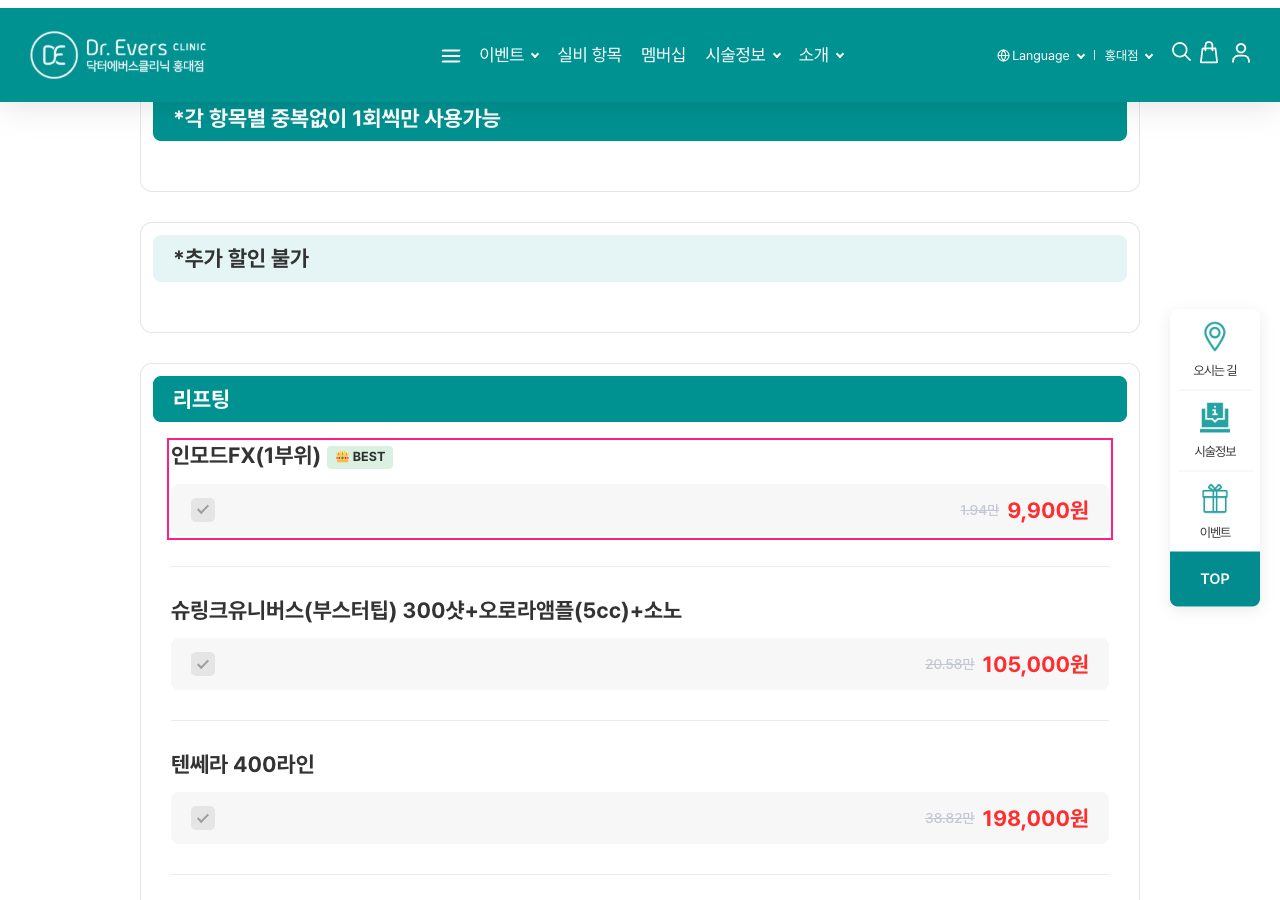 Dr. Evers CLINIC
닥터에버스클리닉 홍대점
이벤트
실비 항목
멤버십
시술정보
소개
Language
홍대점
*각 항목별 중복없이 1회씩만 사용가능
*추가 할인 불가
리프팅
인모드FX(1부위) BEST
1.94만 9,900원
슈링크유니버스(부스터팁) 300샷+오로라앰플(5cc)+소노
20.58만 105,000원
텐쎄라 400라인
38.82만 198,000원
오시는 길
시술정보
이벤트
TOP